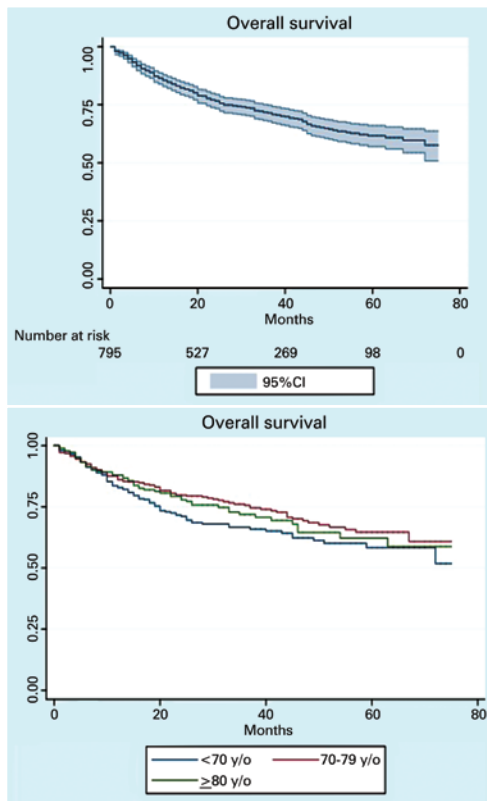 Overall survival
1.00
0.75
0.50
0.25
0.00
0 20 40 60 80
Months
Number at risk
795 527 269 98 0
95%CI
Overall survival
1.00
0.75
0.50
0.25
0.00
0 20 40 60 80
Months
<70 y/o 70-79 y/o
≥80 y/o